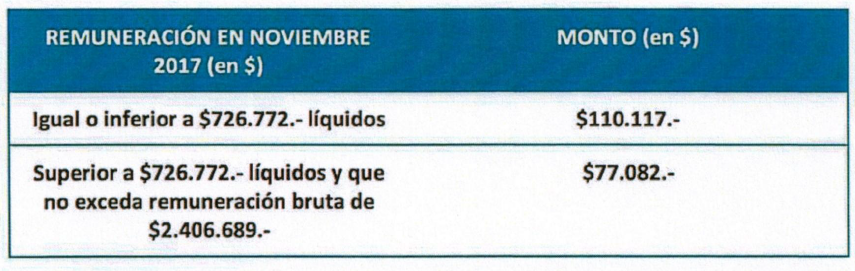 REMUNERACIÓN EN NOVIEMBRE
2017 (en $)
MONTO (en $)
Igual o inferior a $726.772.- líquidos
$110.117.-
Superior a $726.772.- líquidos y que
no exceda remuneración bruta de
$2.406.689.-
$77.082.-